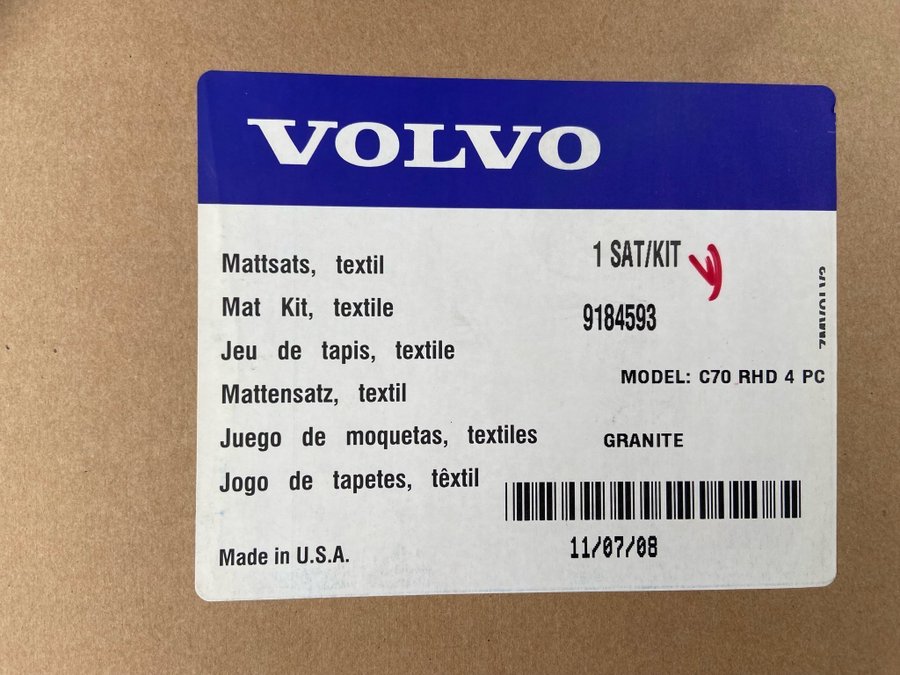 VOLVO
Mattsats, textil
Mat Kit, textile
Jeu de tapis, textile
Mattensatz, textil
Juego de moquetas, textiles
Jogo de tapetes, têxtil
Made in U.S.A.
1 SAT/KIT
9184593
MODEL: C70 RHD 4 PC
GRANITE
11/07/08